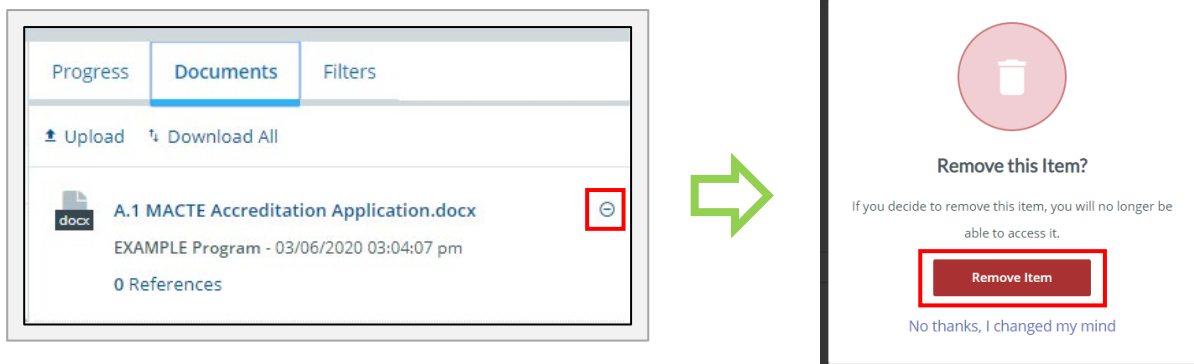 Progress
Documents
Filters
Upload
Download All
docx
A.1 MACTE Accreditation Application.docx
EXAMPLE Program - 03/06/2020 03:04:07 pm
0 References
Remove this Item?
If you decide to remove this item, you will no longer be
able to access it.
Remove Item
No thanks, I changed my mind